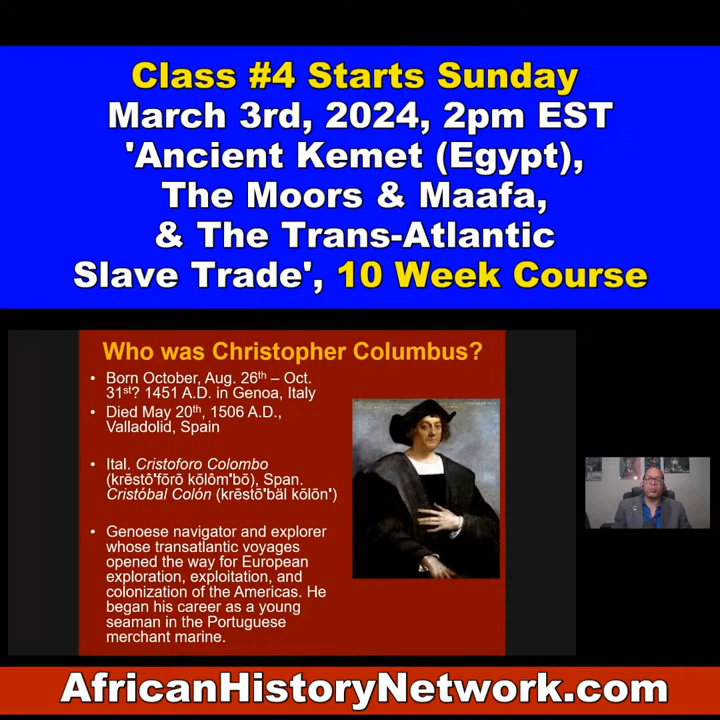 Class #4 Starts Sunday
March 3rd, 2024, 2pm EST
'Ancient Kemet (Egypt),
The Moors & Maafa,
& The Trans-Atlantic
Slave Trade', 10 Week Course
Who was Christopher Columbus?
• Born October, Aug. 26th – Oct.
31st? 1451 A.D. in Genoa, Italy
• Died May 20th, 1506 A.D.,
Valladolid, Spain
• Ital. Cristoforo Colombo
(krēstô'fōrō kōlôm'bō), Span.
Cristóbal Colón (krēstō'bäl kōlōn')
• Genoese navigator and explorer
whose transatlantic voyages
opened the way for European
exploration, exploitation, and
colonization of the Americas. He
began his career as a young
seaman in the Portuguese
merchant marine.
AfricanHistoryNetwork.com